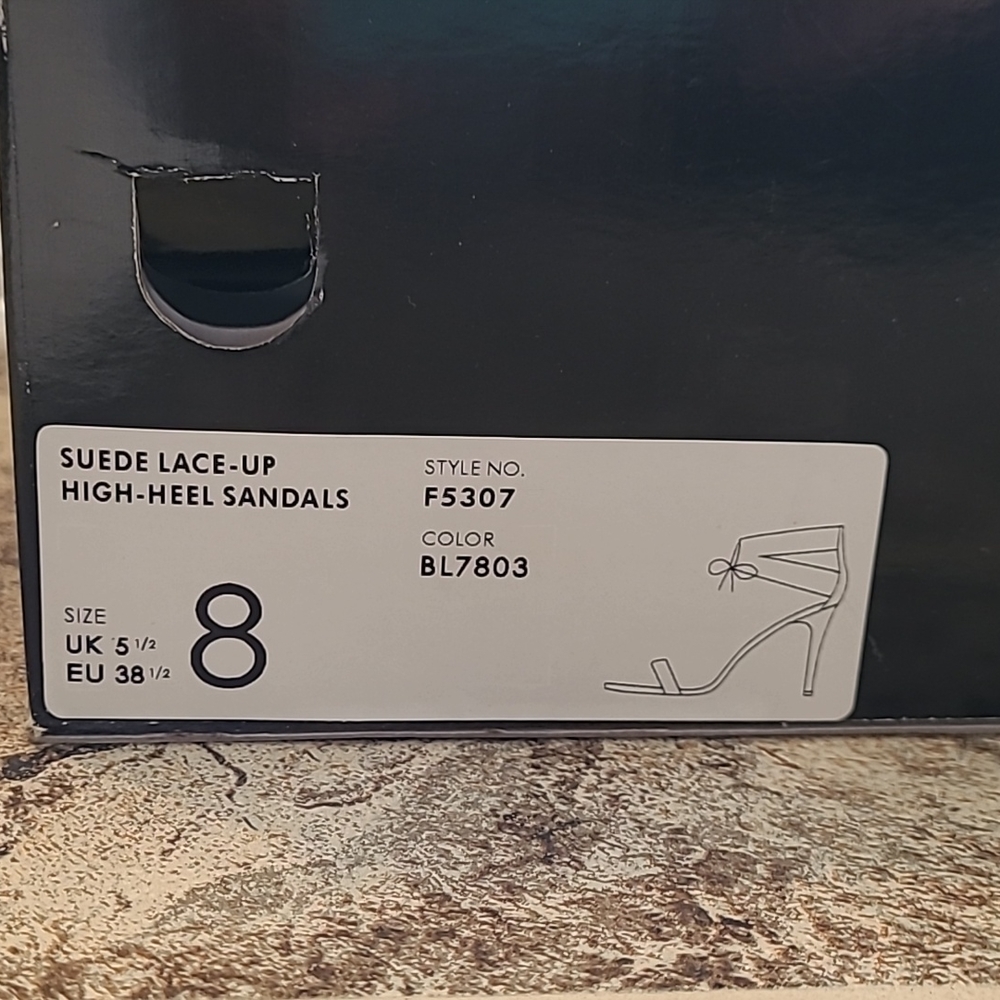 SUEDE LACE-UP
HIGH-HEEL SANDALS
STYLE NO.
F5307
COLOR
BL7803
SIZE
UK 5 1/2
EU 38 1/2
8